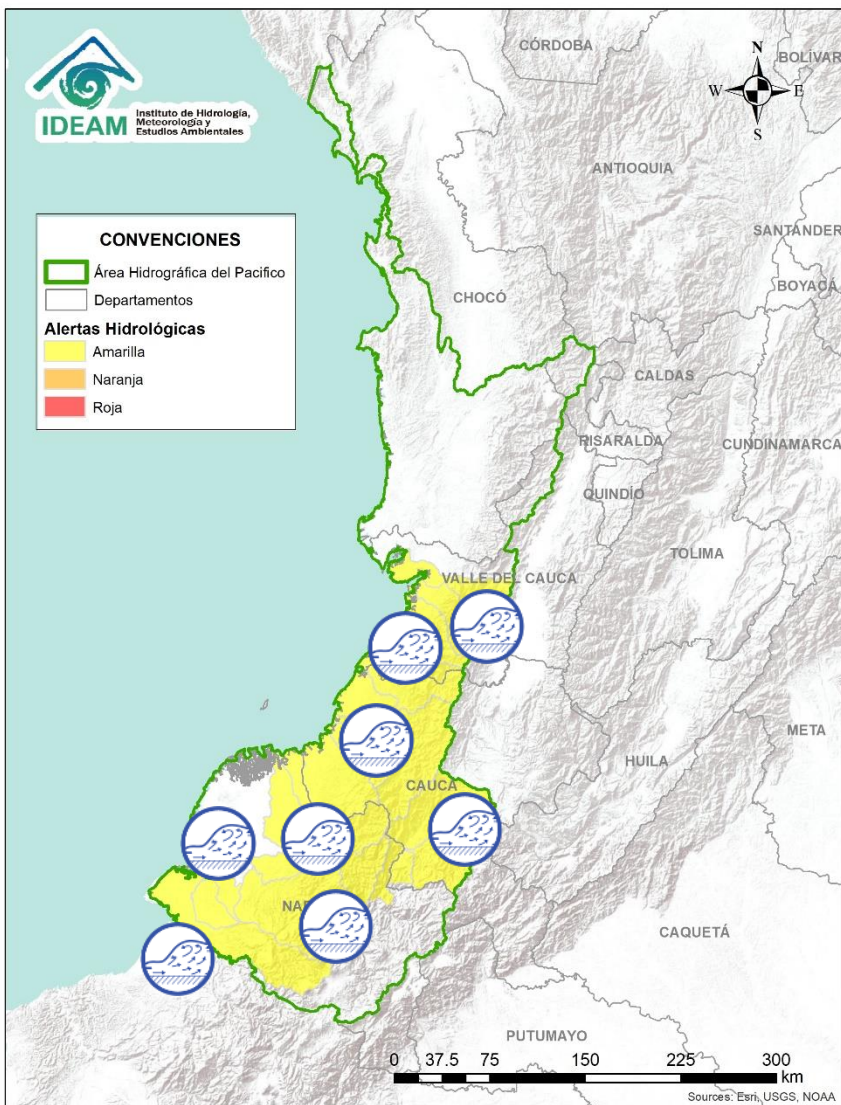 IDEAM
Instituto de Hidrología,
Meteorología y
Estudios Ambientales
CÓRDOBA
BOLÍVAR
N
W
E
S
ANTIOQUIA
SANTANDER
BOYACÁ
CONVENCIONES
Área Hidrográfica del Pacifico
Departamentos
Alertas Hidrológicas
Amarilla
Naranja
Roja
CHOCÓ
CALDAS
RISARALDA
CUNDINAMARCA
QUINDÍO
TOLIMA
VALLE DEL CAUCA
META
HUILA
CAUCA
NAR
CAQUETÁ
PUTUMAYO
0 37.5 75 150 225 300
km
Sources: Esri, USGS, NOAA